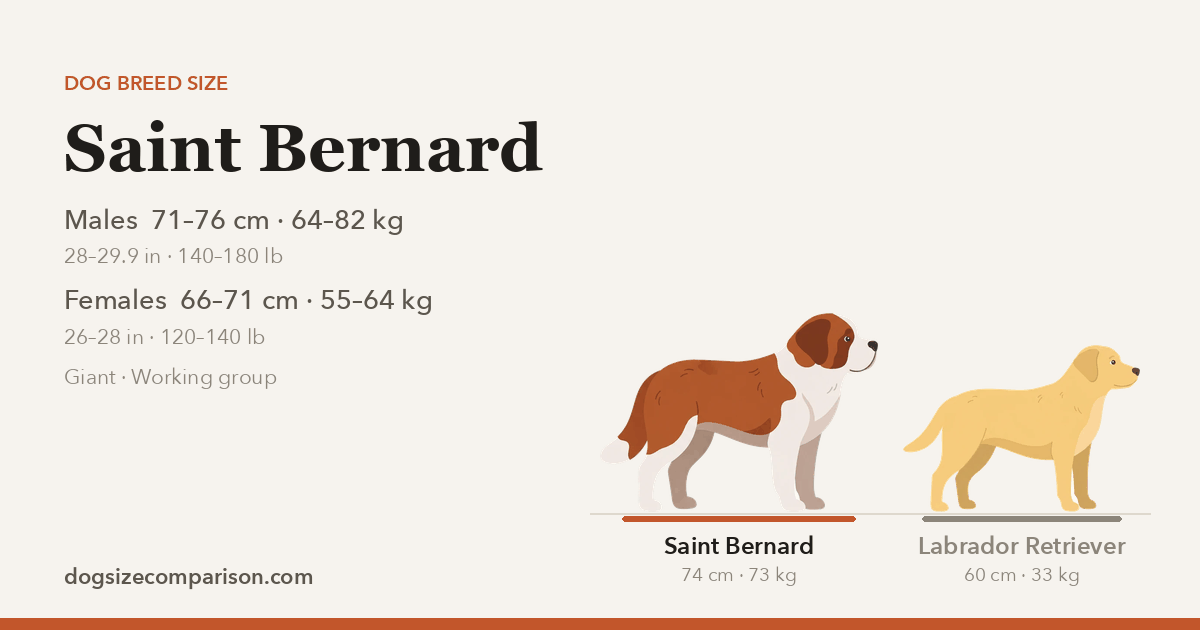 DOG BREED SIZE
Saint Bernard
Males 71–76 cm · 64–82 kg
28–29.9 in · 140–180 lb
Females 66–71 cm · 55–64 kg
26–28 in · 120–140 lb
Giant · Working group
Saint Bernard
74 cm · 73 kg
Labrador Retriever
60 cm · 33 kg
dogsizecomparison.com